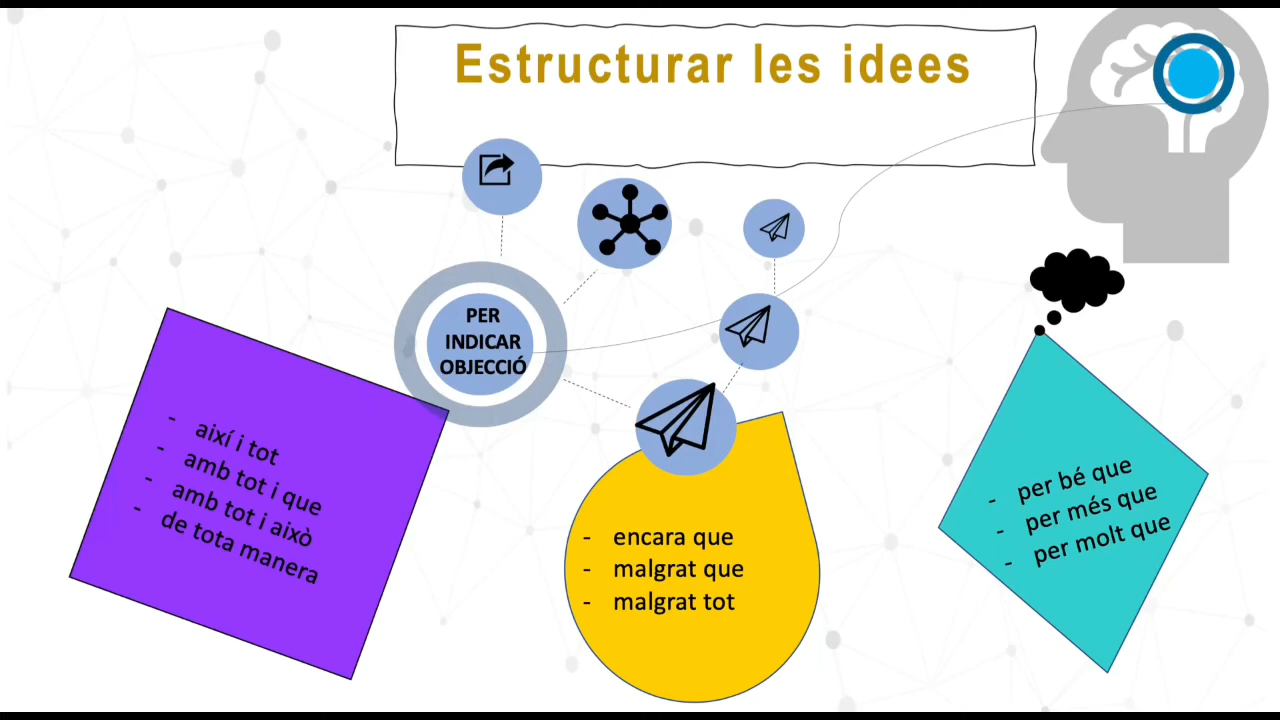 Estructurar les idees
PER
INDICAR
OBJECCIÓ
- així i tot
- amb tot i que
- amb tot i això
- de tota manera
- encara que
- malgrat que
- malgrat tot
- per bé que
- per més que
- per molt que